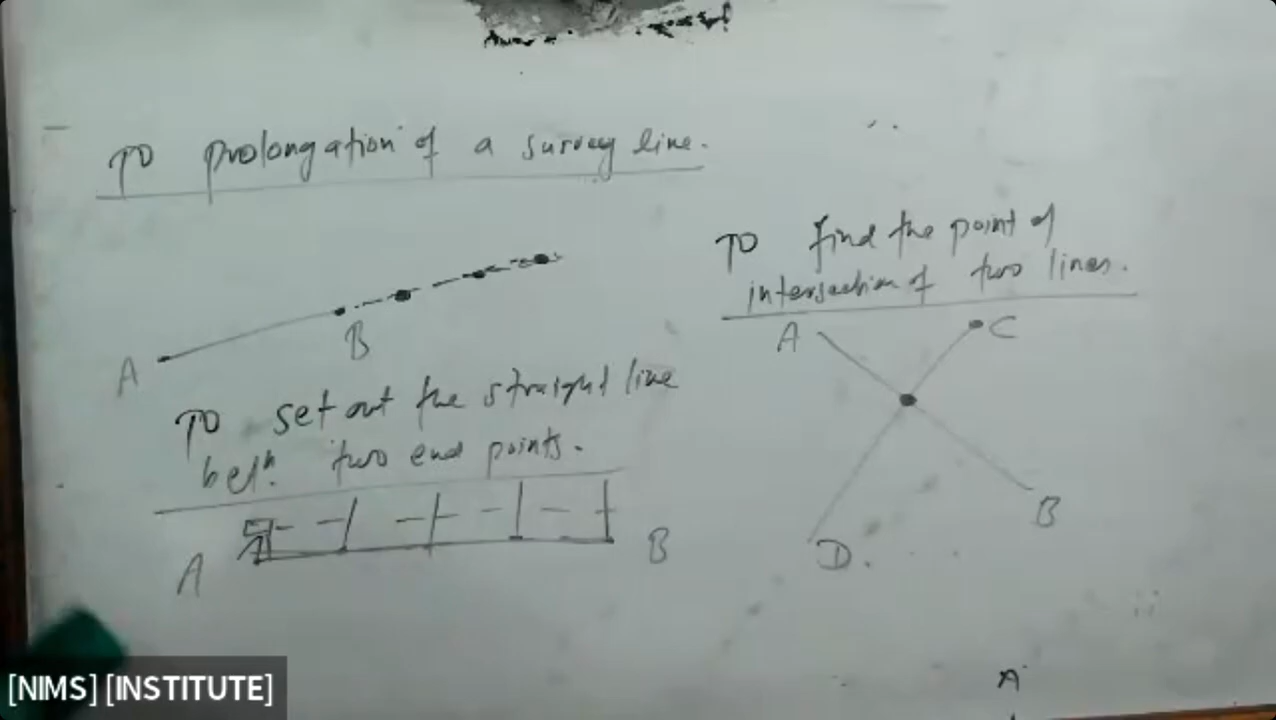 To prolongation of a survey line.
A
B
To set out the straight line
betn. two end points.
A
B
To find the point of
intersection of two lines.
A
C
D.
B
A
[NIMS] [INSTITUTE]